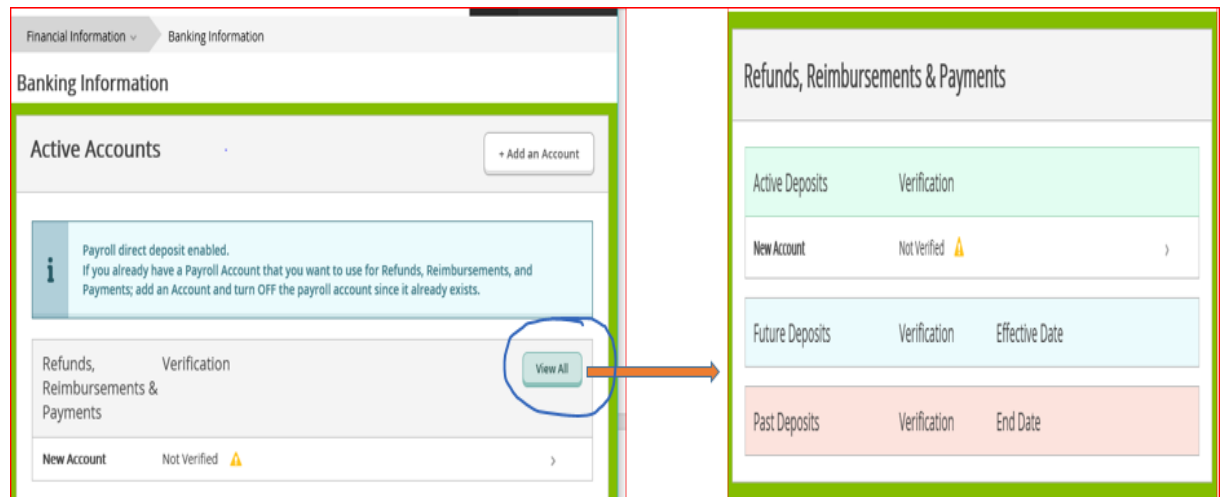 Financial Information Banking Information
Banking Information
Active Accounts
+ Add an Account
i
Payroll direct deposit enabled.
If you already have a Payroll Account that you want to use for Refunds, Reimbursements, and
Payments; add an Account and turn OFF the payroll account since it already exists.
Refunds, Verification
Reimbursements &
Payments
View All
New Account Not Verified
Refunds, Reimbursements & Payments
Active Deposits Verification
New Account Not Verified
Future Deposits Verification Effective Date
Past Deposits Verification End Date